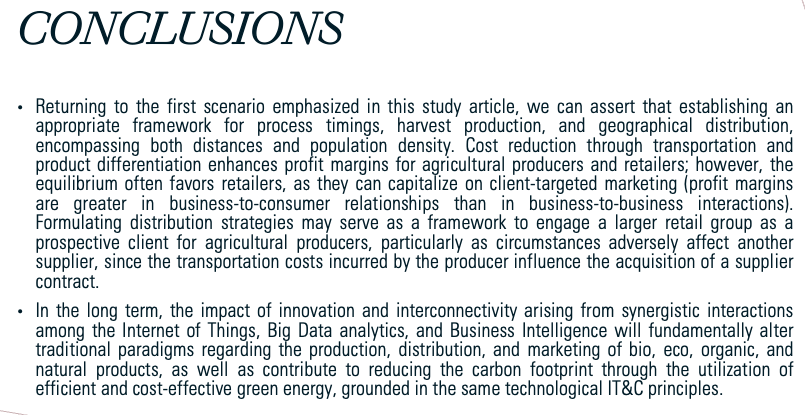 CONCLUSIONS
• Returning to the first scenario emphasized in this study article, we can assert that establishing an
appropriate framework for process timings, harvest production, and geographical distribution,
encompassing both distances and population density. Cost reduction through transportation and
product differentiation enhances profit margins for agricultural producers and retailers; however, the
equilibrium often favors retailers, as they can capitalize on client-targeted marketing (profit margins
are greater in business-to-consumer relationships than in business-to-business interactions).
Formulating distribution strategies may serve as a framework to engage a larger retail group as a
prospective client for agricultural producers, particularly as circumstances adversely affect another
supplier, since the transportation costs incurred by the producer influence the acquisition of a supplier
contract.
• In the long term, the impact of innovation and interconnectivity arising from synergistic interactions
among the Internet of Things, Big Data analytics, and Business Intelligence will fundamentally alter
traditional paradigms regarding the production, distribution, and marketing of bio, eco, organic, and
natural products, as well as contribute to reducing the carbon footprint through the utilization of
efficient and cost-effective green energy, grounded in the same technological IT&C principles.